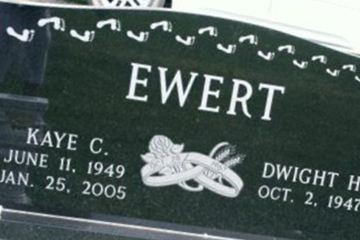 EWERT
KAYE C.
JUNE 11, 1949
JAN. 25, 2005
DWIGHT H
OCT. 2, 1947